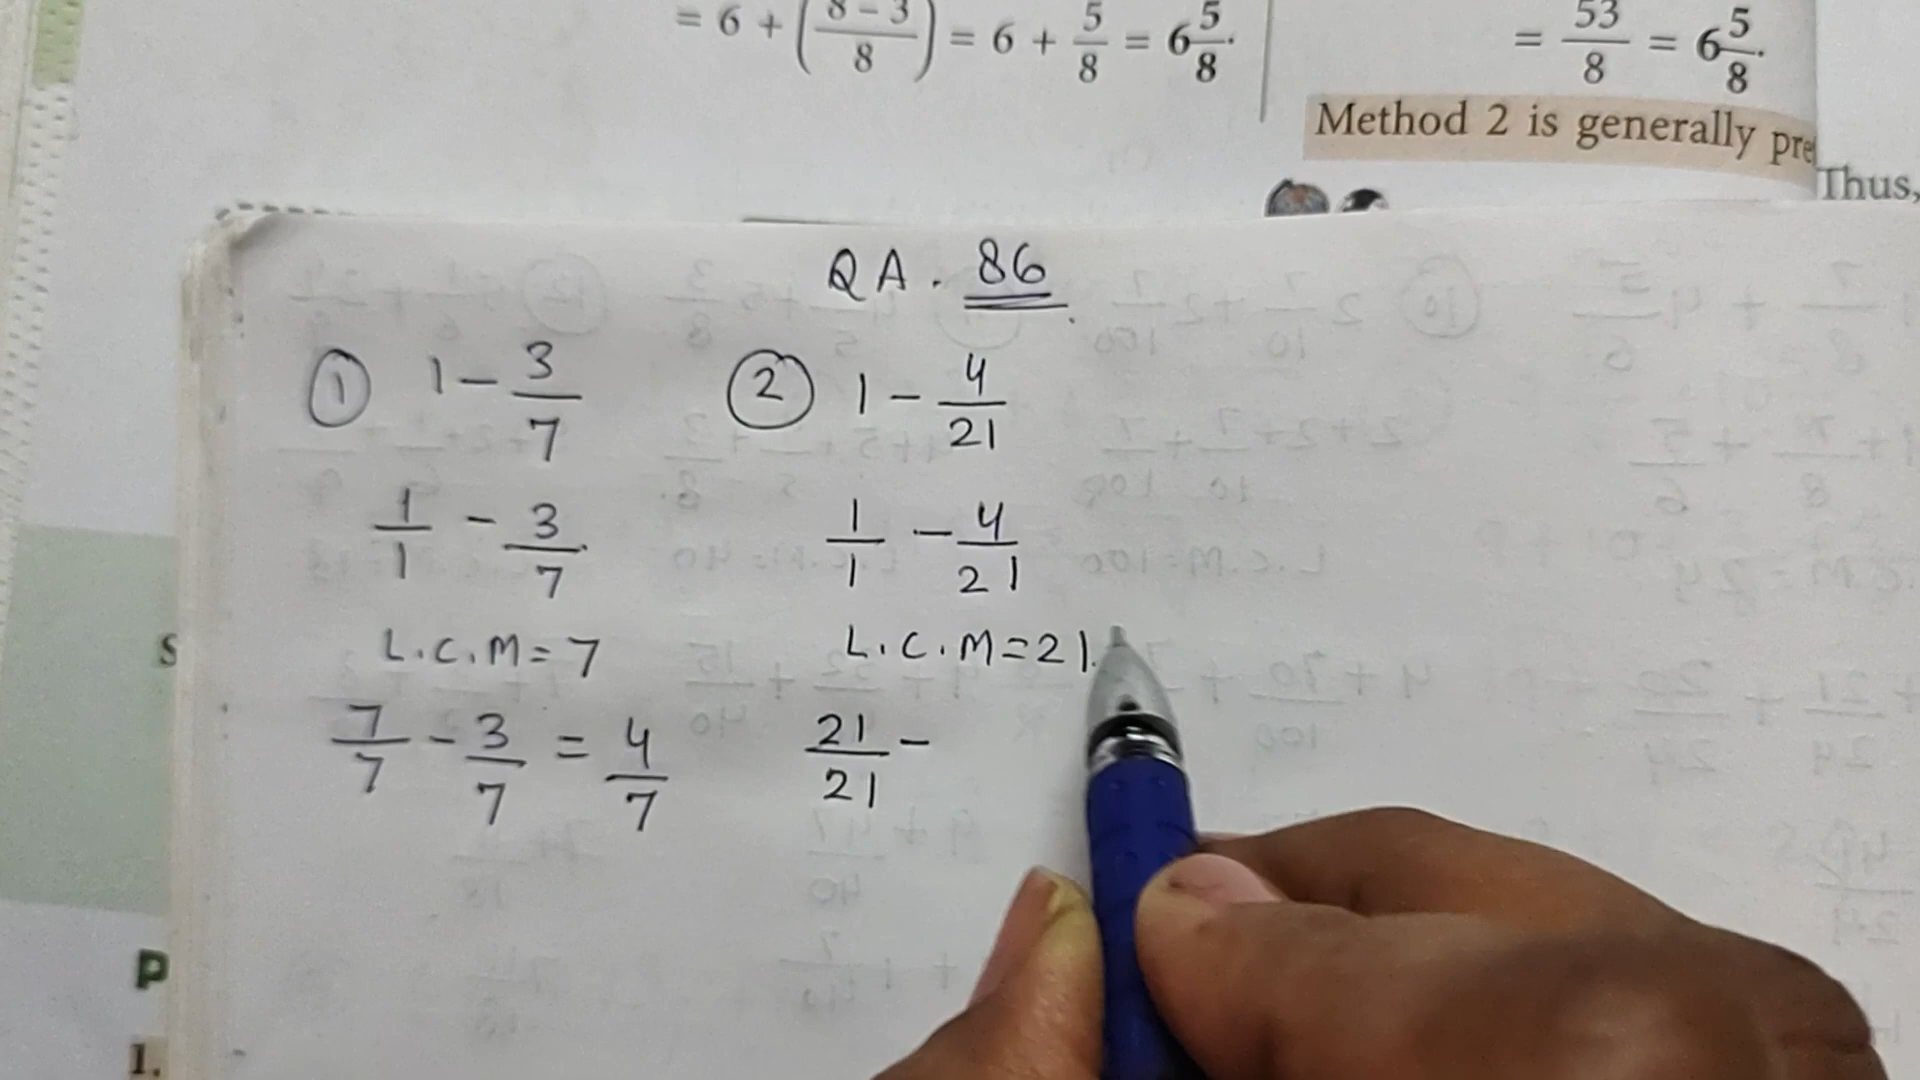 = 6 + (8 - 3 / 8) = 6 + 5/8 = 6 5/8.
= 53/8 = 6 5/8.
Method 2 is generally pre
Thus,
QA. 86
① 1 - 3/7
1/1 - 3/7
L.C.M = 7
7/7 - 3/7 = 4/7
② 1 - 4/21
1/1 - 4/21
L.C.M = 21.
21/21 -
S
P
1.